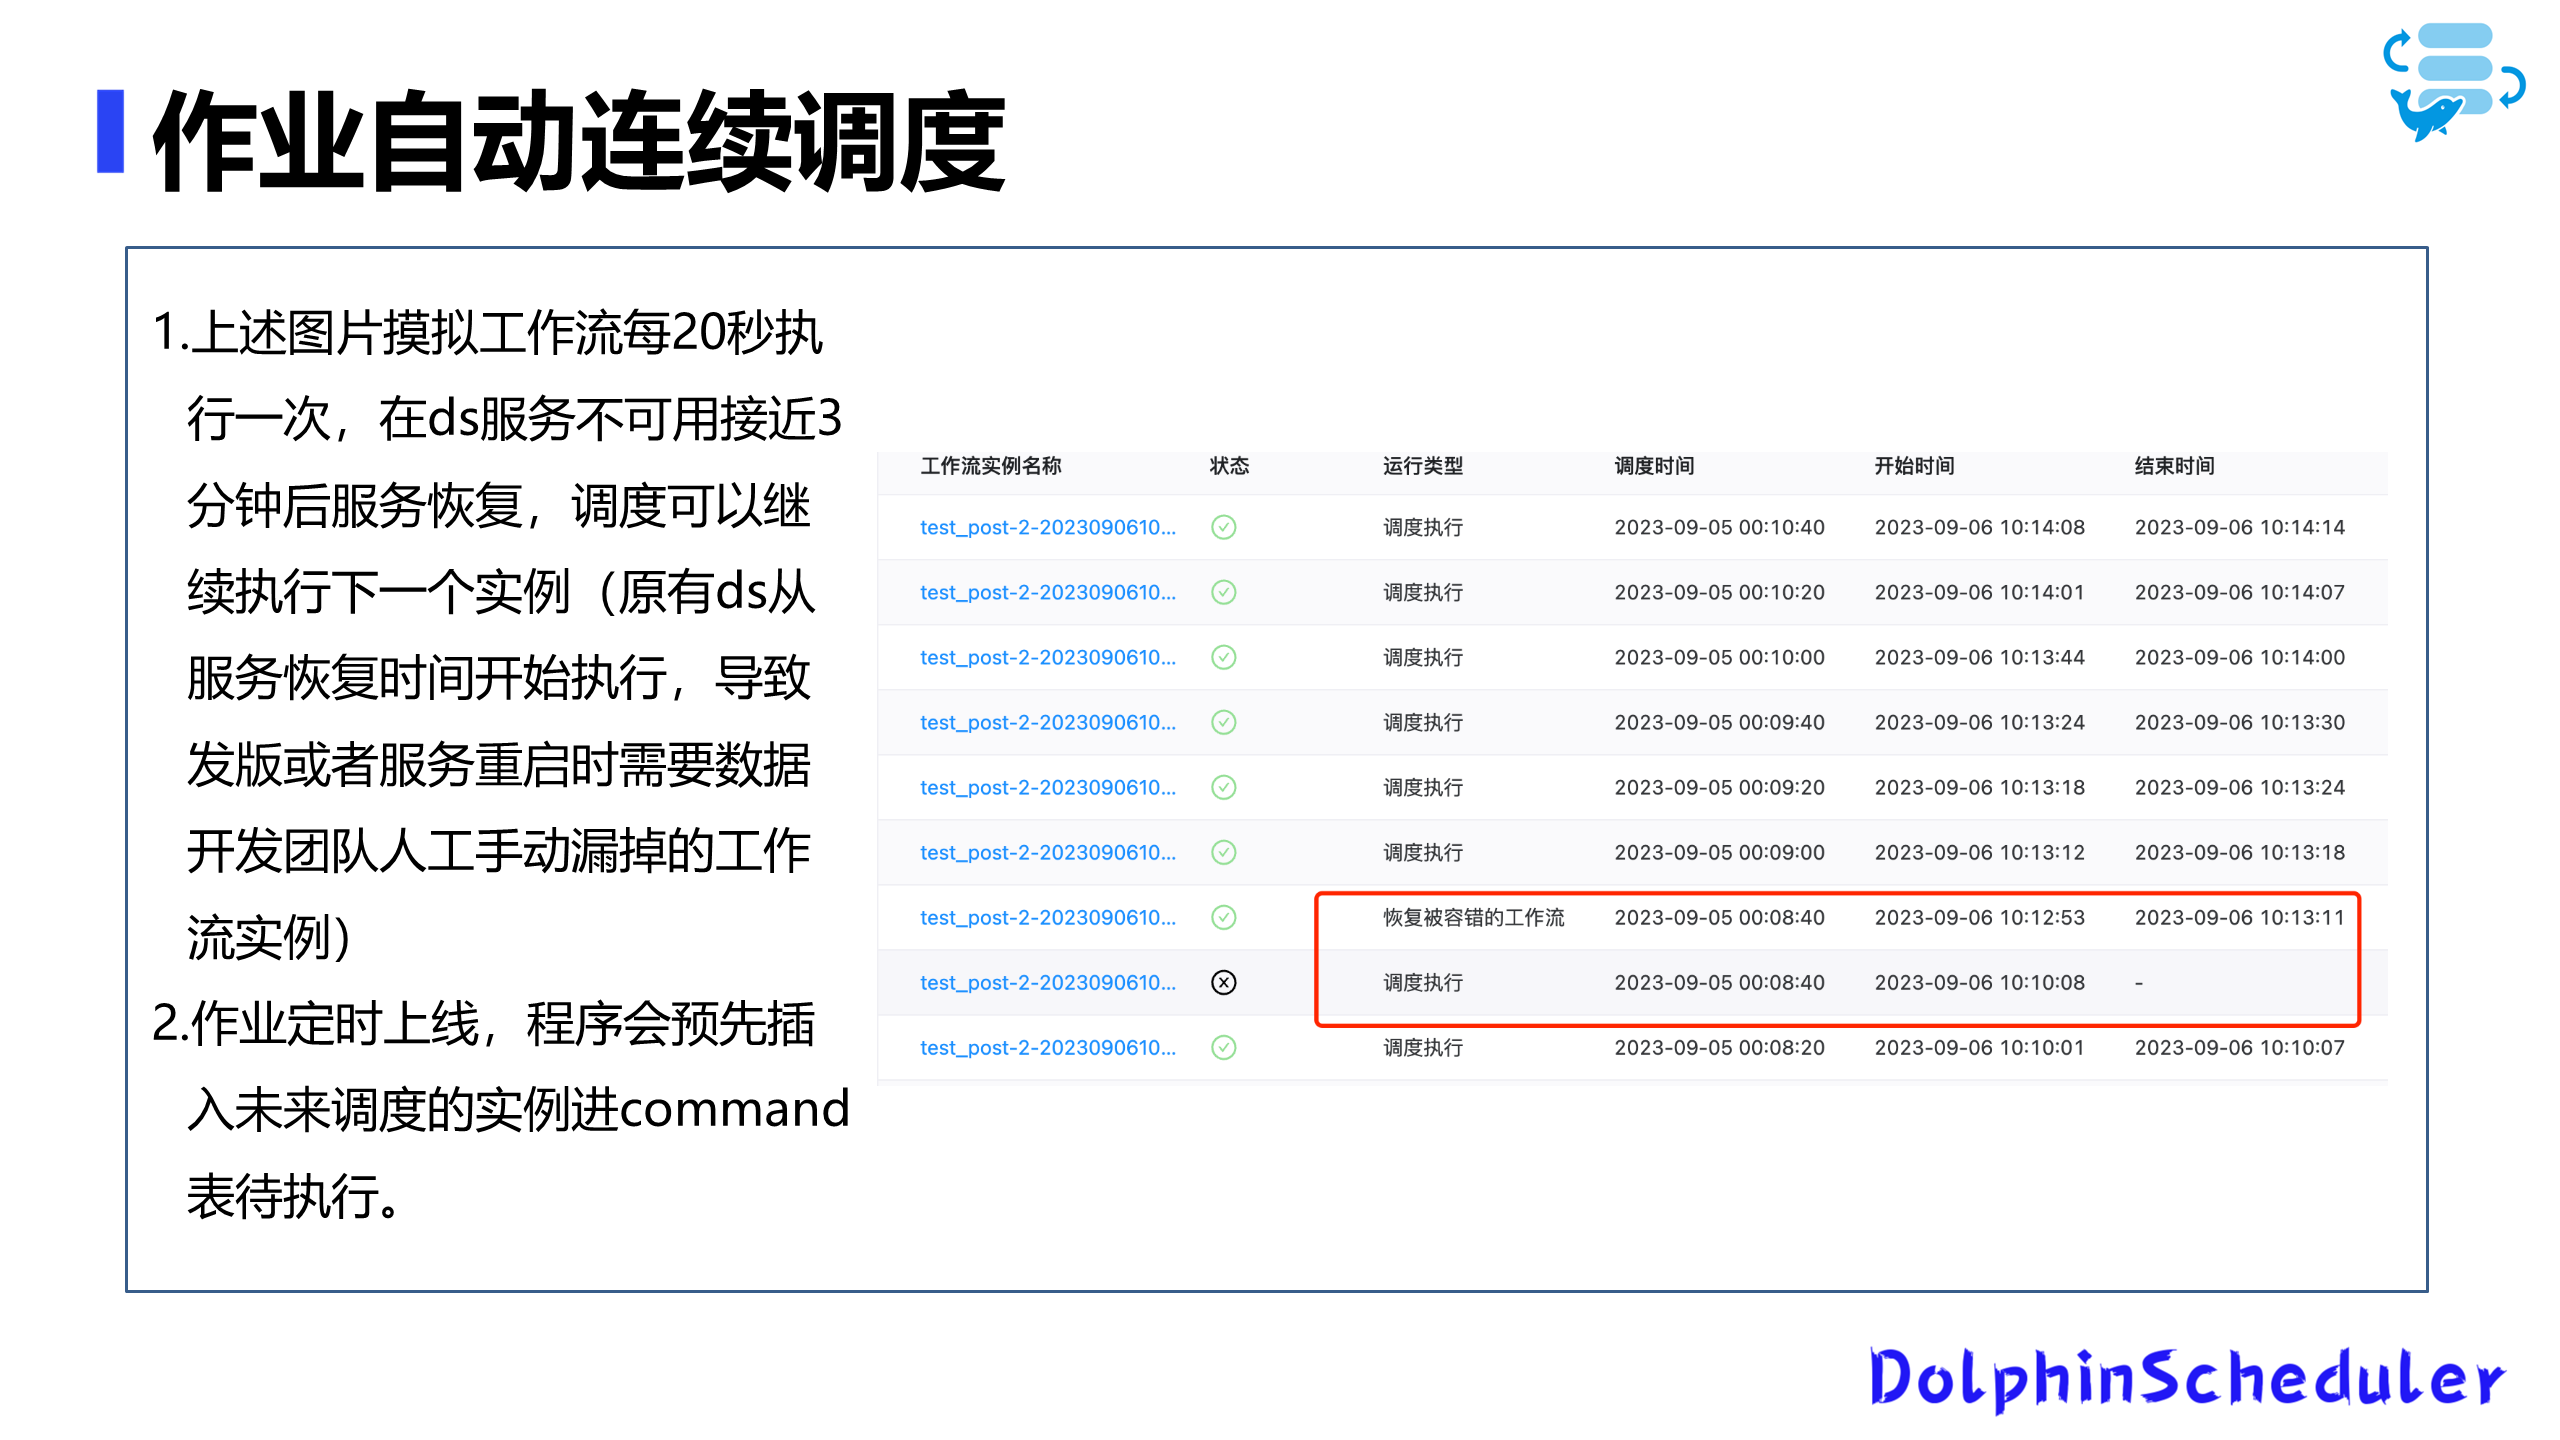 作业自动连续调度
1.上述图片摸拟工作流每20秒执
行一次，在ds服务不可用接近3
分钟后服务恢复，调度可以继
续执行下一个实例（原有ds从
服务恢复时间开始执行，导致
发版或者服务重启时需要数据
开发团队人工手动漏掉的工作
流实例）
2.作业定时上线，程序会预先插
入未来调度的实例进command
表待执行。
工作流实例名称 状态 运行类型 调度时间 开始时间 结束时间
test_post-2-2023090610... 调度执行 2023-09-05 00:10:40 2023-09-06 10:14:08 2023-09-06 10:14:14
test_post-2-2023090610... 调度执行 2023-09-05 00:10:20 2023-09-06 10:14:01 2023-09-06 10:14:07
test_post-2-2023090610... 调度执行 2023-09-05 00:10:00 2023-09-06 10:13:44 2023-09-06 10:14:00
test_post-2-2023090610... 调度执行 2023-09-05 00:09:40 2023-09-06 10:13:24 2023-09-06 10:13:30
test_post-2-2023090610... 调度执行 2023-09-05 00:09:20 2023-09-06 10:13:18 2023-09-06 10:13:24
test_post-2-2023090610... 调度执行 2023-09-05 00:09:00 2023-09-06 10:13:12 2023-09-06 10:13:18
test_post-2-2023090610... 恢复被容错的工作流 2023-09-05 00:08:40 2023-09-06 10:12:53 2023-09-06 10:13:11
test_post-2-2023090610... 调度执行 2023-09-05 00:08:40 2023-09-06 10:10:08 -
test_post-2-2023090610... 调度执行 2023-09-05 00:08:20 2023-09-06 10:10:01 2023-09-06 10:10:07
DolphinScheduler